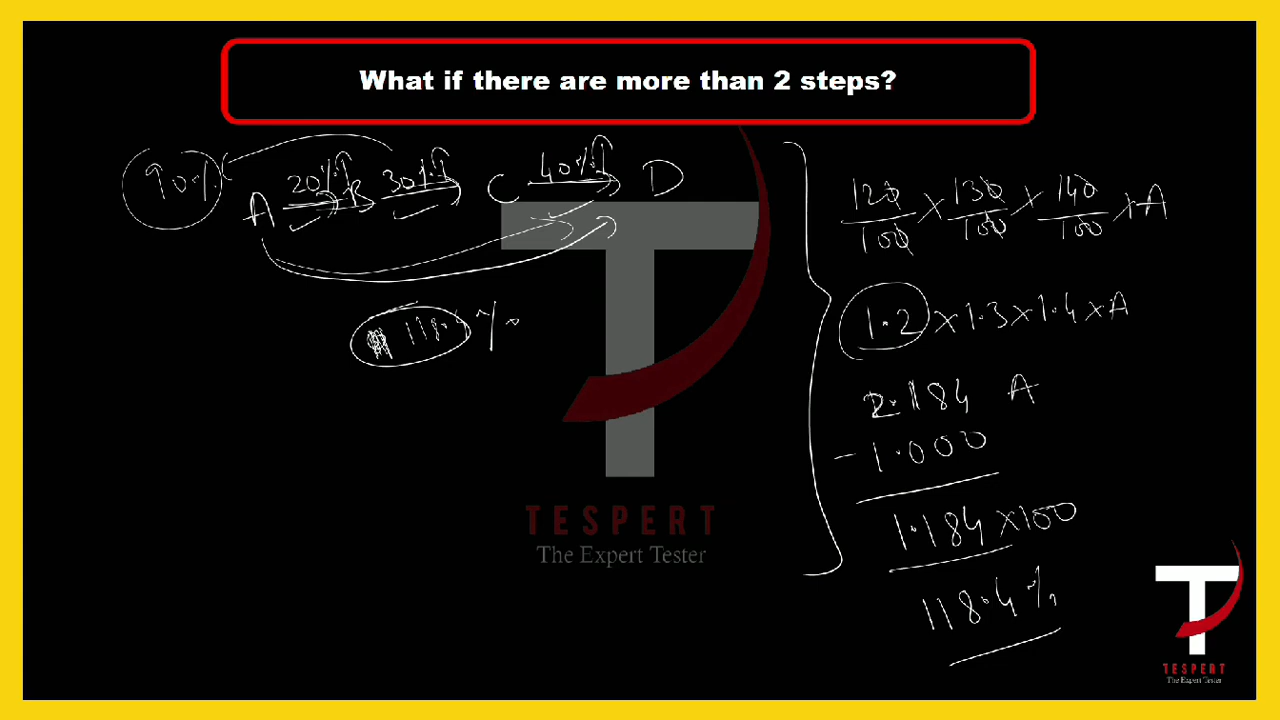 What if there are more than 2 steps?
90%
A 20%↑ B 30%↑ C 40%↑ D
118.4 %
120/100 × 130/100 × 140/100 × A
1.2 × 1.3 × 1.4 × A
2.184 A
- 1.000
1.184 × 100
118.4 %
TESPERT
The Expert Tester
TESPERT
The Expert Tester